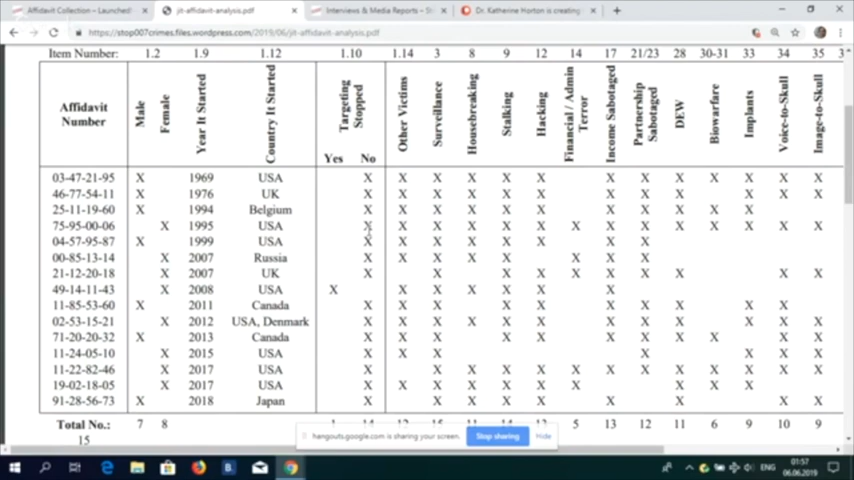 Affidavit Collection – Launched!
jit-affidavit-analysis.pdf
Interviews & Media Reports – St
Dr. Katherine Horton is creating
https://stop007crimes.files.wordpress.com/2019/06/jit-affidavit-analysis.pdf
Item Number: 1.2 1.9 1.12 1.10 1.14 3 8 9 12 14 17 21/23 28 30-31 33 34 35 3
Affidavit Number Male Female Year It Started Country It Started Targeting Stopped Yes No Other Victims Surveillance Housebreaking Stalking Hacking Financial / Admin Terror Income Sabotaged Partnership Sabotaged DEW Biowarfare Implants Voice-to-Skull Image-to-Skull
03-47-21-95 X 1969 USA X X X X X X X X X X X X X
46-77-54-11 X 1976 UK X X X X X X X X X X X X
25-11-19-60 X 1994 Belgium X X X X X X X X X X X
75-95-00-06 X 1995 USA X X X X X X X X X X X X X X
04-57-95-87 X 1999 USA X X X X X X X X
00-85-13-14 X 2007 Russia X X X X X X X
21-12-20-18 X 2007 UK X X X X X X X X X X
49-14-11-43 X 2008 USA X X X X X X X
11-85-53-60 X 2011 Canada X X X X X X X X X X
02-53-15-21 X 2012 USA, Denmark X X X X X X X X X X X X
71-20-20-32 X 2013 Canada X X X X X X X X X X
11-24-05-10 X 2015 USA X X X X X X X
11-22-82-46 X 2017 USA X X X X X X X X X X X X X
19-02-18-05 X 2017 USA X X X X X X X X X
91-28-56-73 X 2018 Japan X X X X X X X X
Total No.: 7 8 1 14 12 15 11 14 13 5 13 12 11 6 9 10 9
15
hangouts.google.com is sharing your screen. Stop sharing Hide
ENG
01:57
06.06.2019